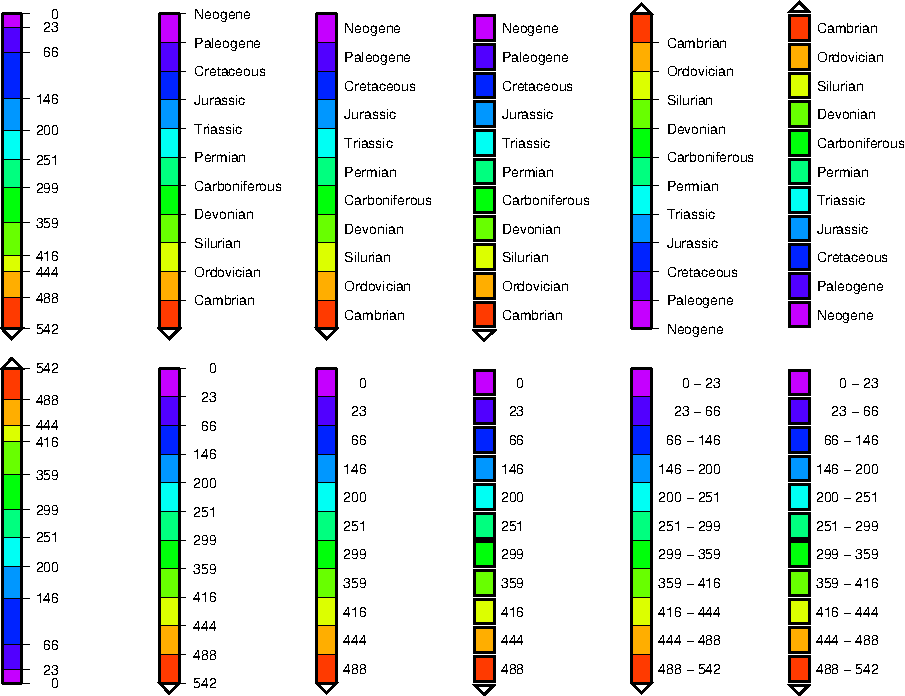 0
23
66
146
200
251
299
359
416
444
488
542
Neogene
Paleogene
Cretaceous
Jurassic
Triassic
Permian
Carboniferous
Devonian
Silurian
Ordovician
Cambrian
Neogene
Paleogene
Cretaceous
Jurassic
Triassic
Permian
Carboniferous
Devonian
Silurian
Ordovician
Cambrian
Neogene
Paleogene
Cretaceous
Jurassic
Triassic
Permian
Carboniferous
Devonian
Silurian
Ordovician
Cambrian
Cambrian
Ordovician
Silurian
Devonian
Carboniferous
Permian
Triassic
Jurassic
Cretaceous
Paleogene
Neogene
Cambrian
Ordovician
Silurian
Devonian
Carboniferous
Permian
Triassic
Jurassic
Cretaceous
Paleogene
Neogene
542
488
444
416
359
299
251
200
146
66
23
0
0
23
66
146
200
251
299
359
416
444
488
542
0
23
66
146
200
251
299
359
416
444
488
0
23
66
146
200
251
299
359
416
444
488
0 – 23
23 – 66
66 – 146
146 – 200
200 – 251
251 – 299
299 – 359
359 – 416
416 – 444
444 – 488
488 – 542
0 – 23
23 – 66
66 – 146
146 – 200
200 – 251
251 – 299
299 – 359
359 – 416
416 – 444
444 – 488
488 – 542